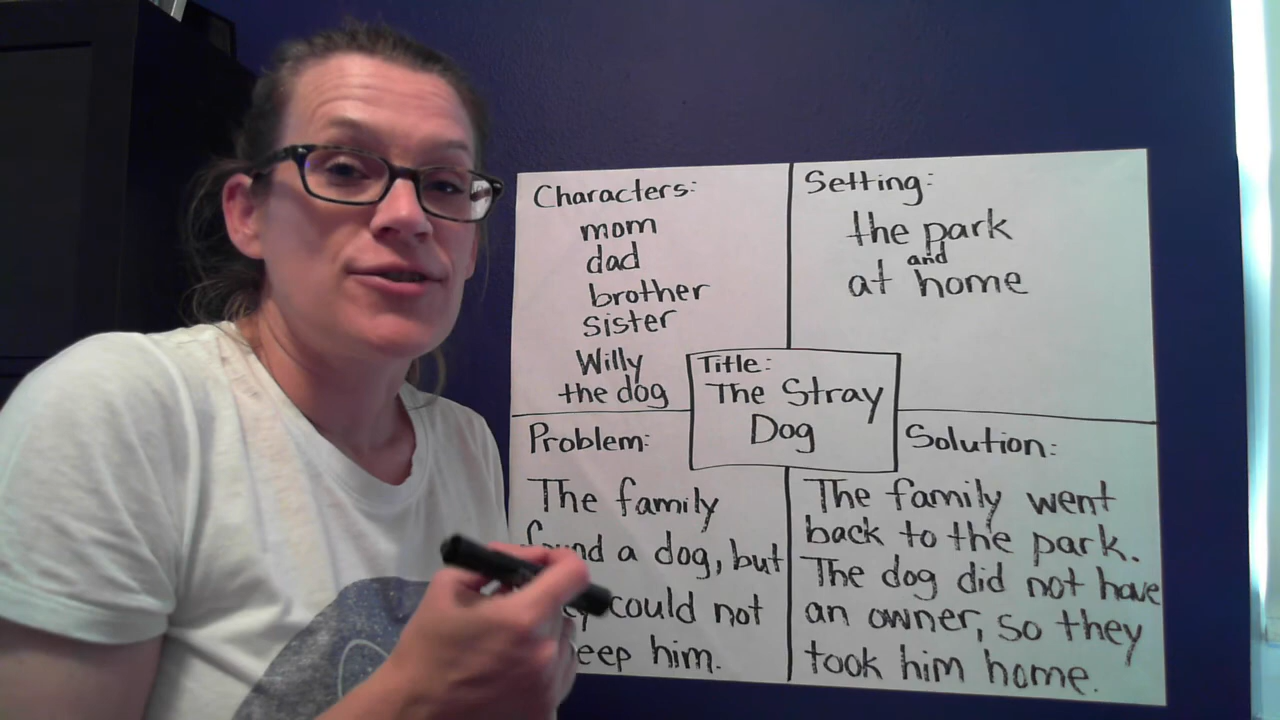 Characters:
mom
dad
brother
sister
Willy
the dog
Setting:
the park
and
at home
Title:
The Stray
Dog
Problem:
The family
found a dog, but
could not
keep him.
Solution:
The family went
back to the park.
The dog did not have
an owner, so they
took him home.